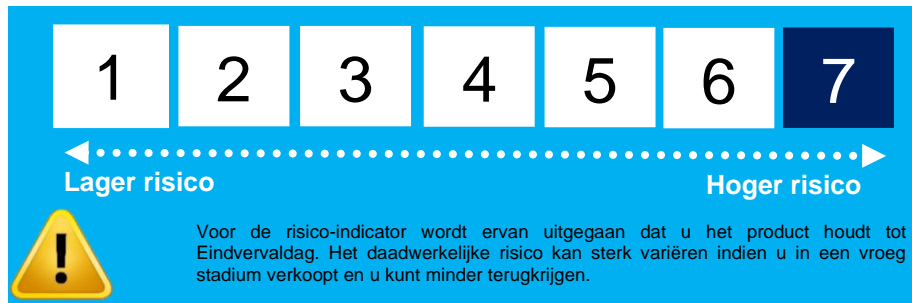 1 2 3 4 5 6 7
Lager risico Hoger risico
Voor de risico-indicator wordt ervan uitgegaan dat u het product houdt tot
Eindvervaldag. Het daadwerkelijke risico kan sterk variëren indien u in een vroeg
stadium verkoopt en u kunt minder terugkrijgen.